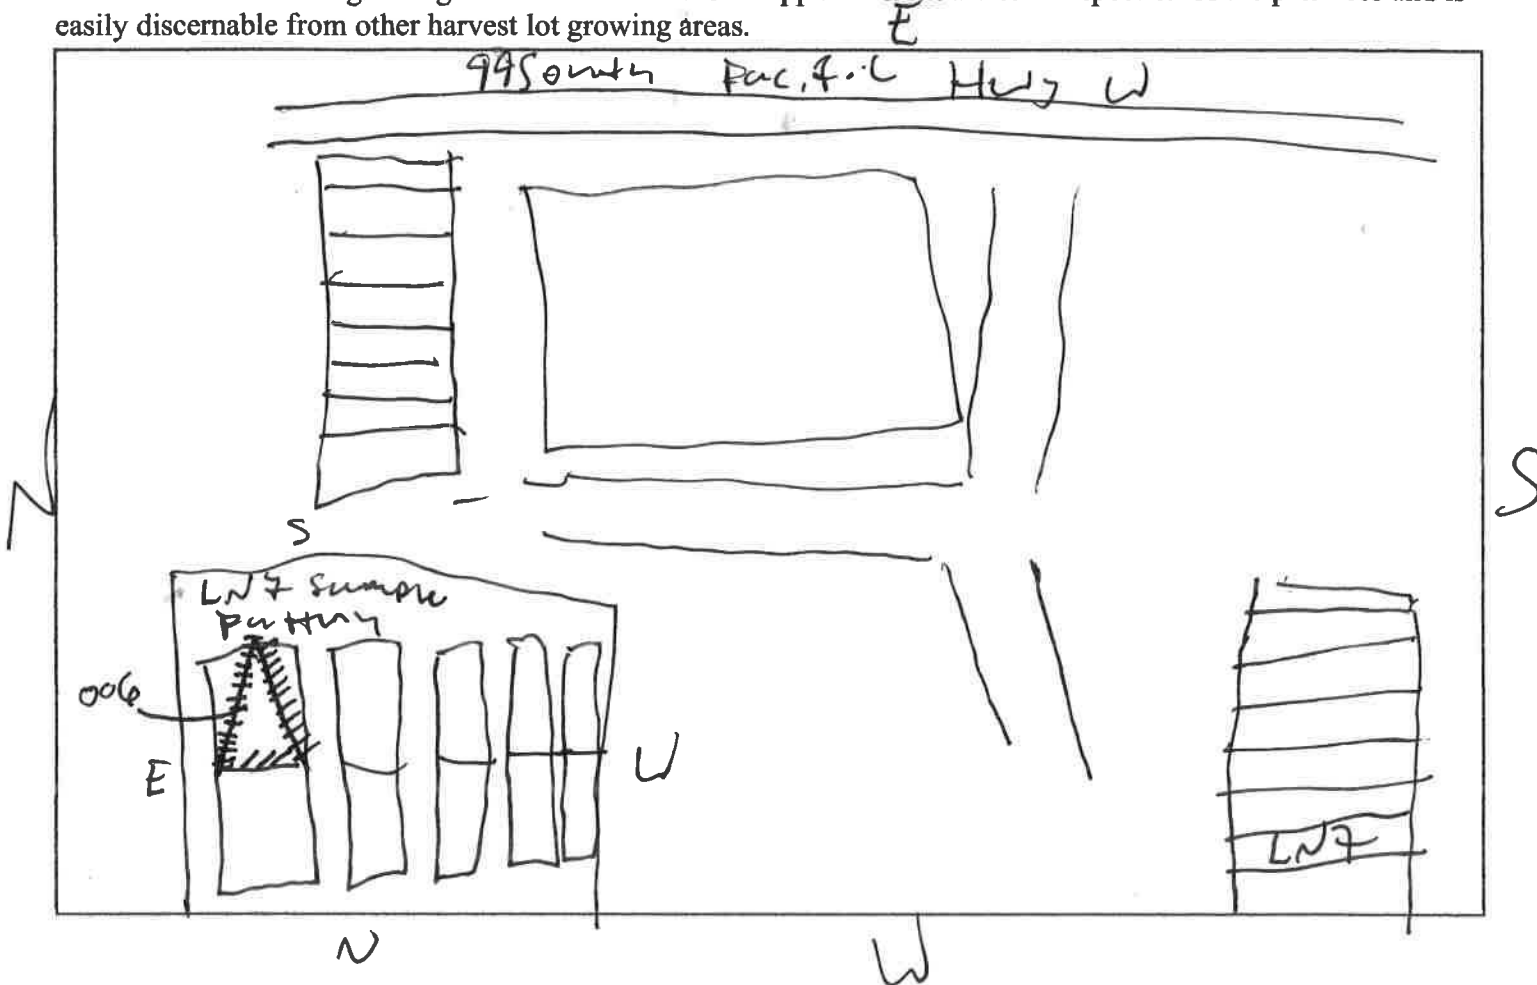 easily discernable from other harvest lot growing areas.
E
99 South Pacific Hwy W
N
S
S
LN7 Sample
Pattern
006
E
W
LN7
N
W